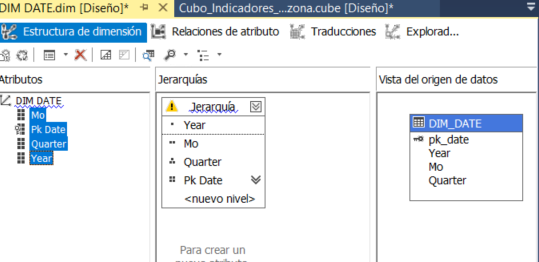 DIM DATE.dim [Diseño]* Cubo_Indicadores_...zona.cube [Diseño]*
Estructura de dimensión Relaciones de atributo Traducciones Explorad...
Atributos Jerarquías Vista del origen de datos
DIM DATE
Mo
Pk Date
Quarter
Year
Jerarquía
Year
Mo
Quarter
Pk Date
<nuevo nivel>
Para crear un
nuevo atributo
DIM_DATE
pk_date
Year
Mo
Quarter